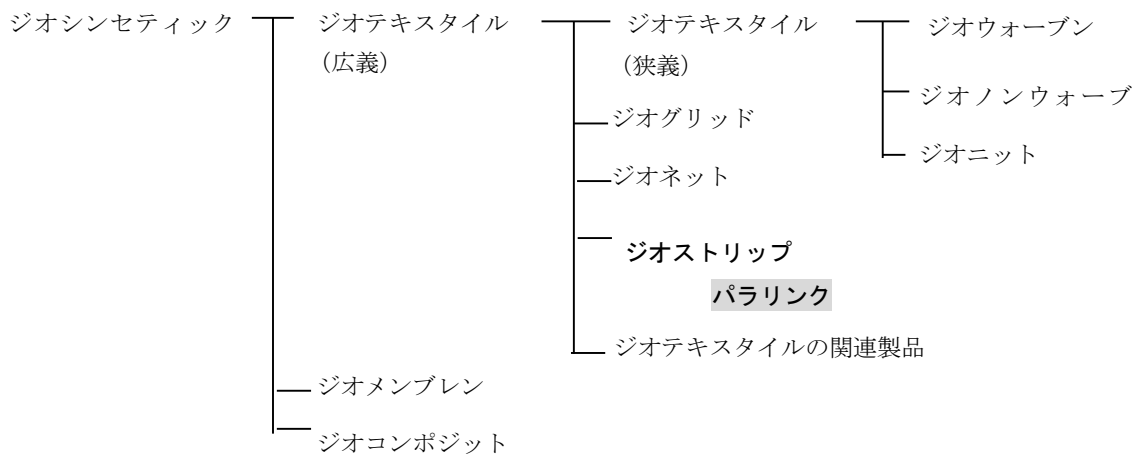 ジオシンセティック ジオテキスタイル ジオテキスタイル ジオウォーブン
(広義) (狭義)
ジオノンウォーブ
ジオグリッド
ジオニット
ジオネット
ジオストリップ
パラリンク
ジオテキスタイルの関連製品
ジオメンブレン
ジオコンポジット